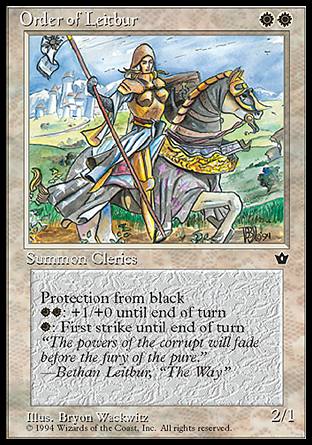 Order of Leitbur
Summon Clerics
Protection from black
: +1/+0 until end of turn
: First strike until end of turn
“The powers of the corrupt will fade
before the fury of the pure.”
—Bethan Leitbur, “The Way”
Illus. Bryon Wackwitz
2/1
© 1994 Wizards of the Coast, Inc. All rights reserved.